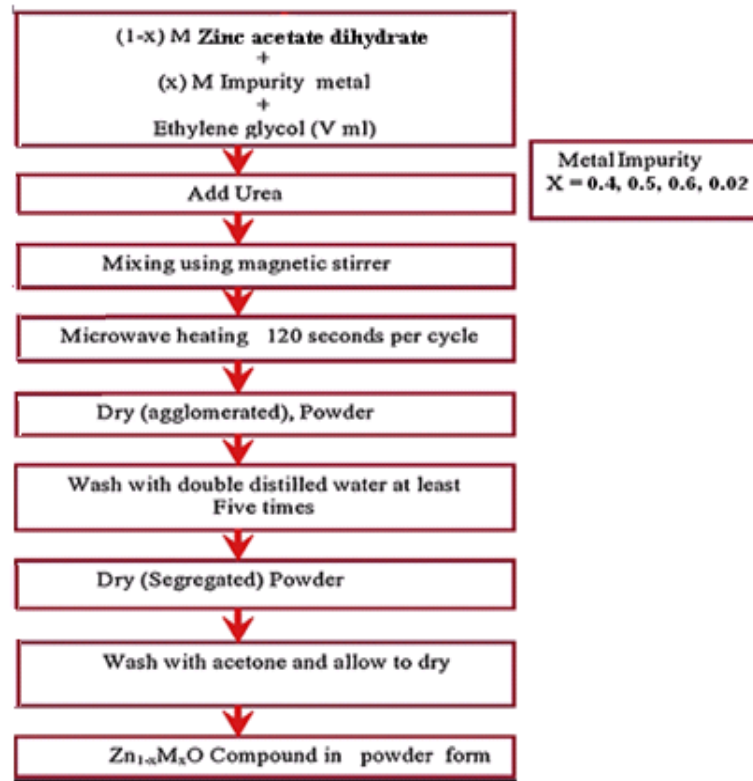 (1-x) M Zinc acetate dihydrate
+
(x) M Impurity metal
+
Ethylene glycol (V ml)
Add Urea
Metal Impurity
X = 0.4, 0.5, 0.6, 0.02
Mixing using magnetic stirrer
Microwave heating 120 seconds per cycle
Dry (agglomerated), Powder
Wash with double distilled water at least
Five times
Dry (Segregated) Powder
Wash with acetone and allow to dry
Zn₁₋ₓMₓO Compound in powder form